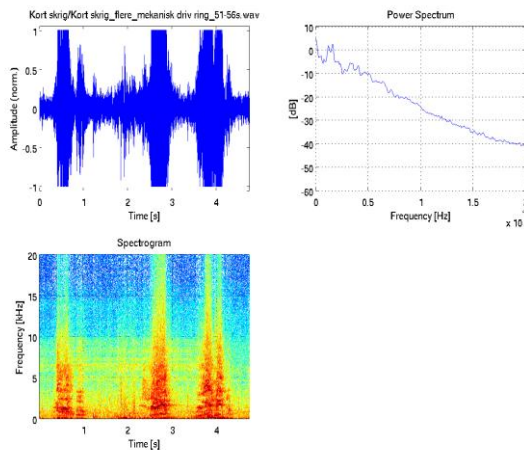 Kort skrig/Kort skrig_flere_mekanisk driv ring_51-56s.wav
1
0.5
0
-0.5
-1
Amplitude (norm.)
0 1 2 3 4
Time [s]
Power Spectrum
10
0
-10
-20
-30
-40
-50
-60
[dB]
0 0.5 1 1.5 2
Frequency [Hz]
x 10
Spectrogram
20
15
10
5
0
Frequency [kHz]
1 2 3 4
Time [s]